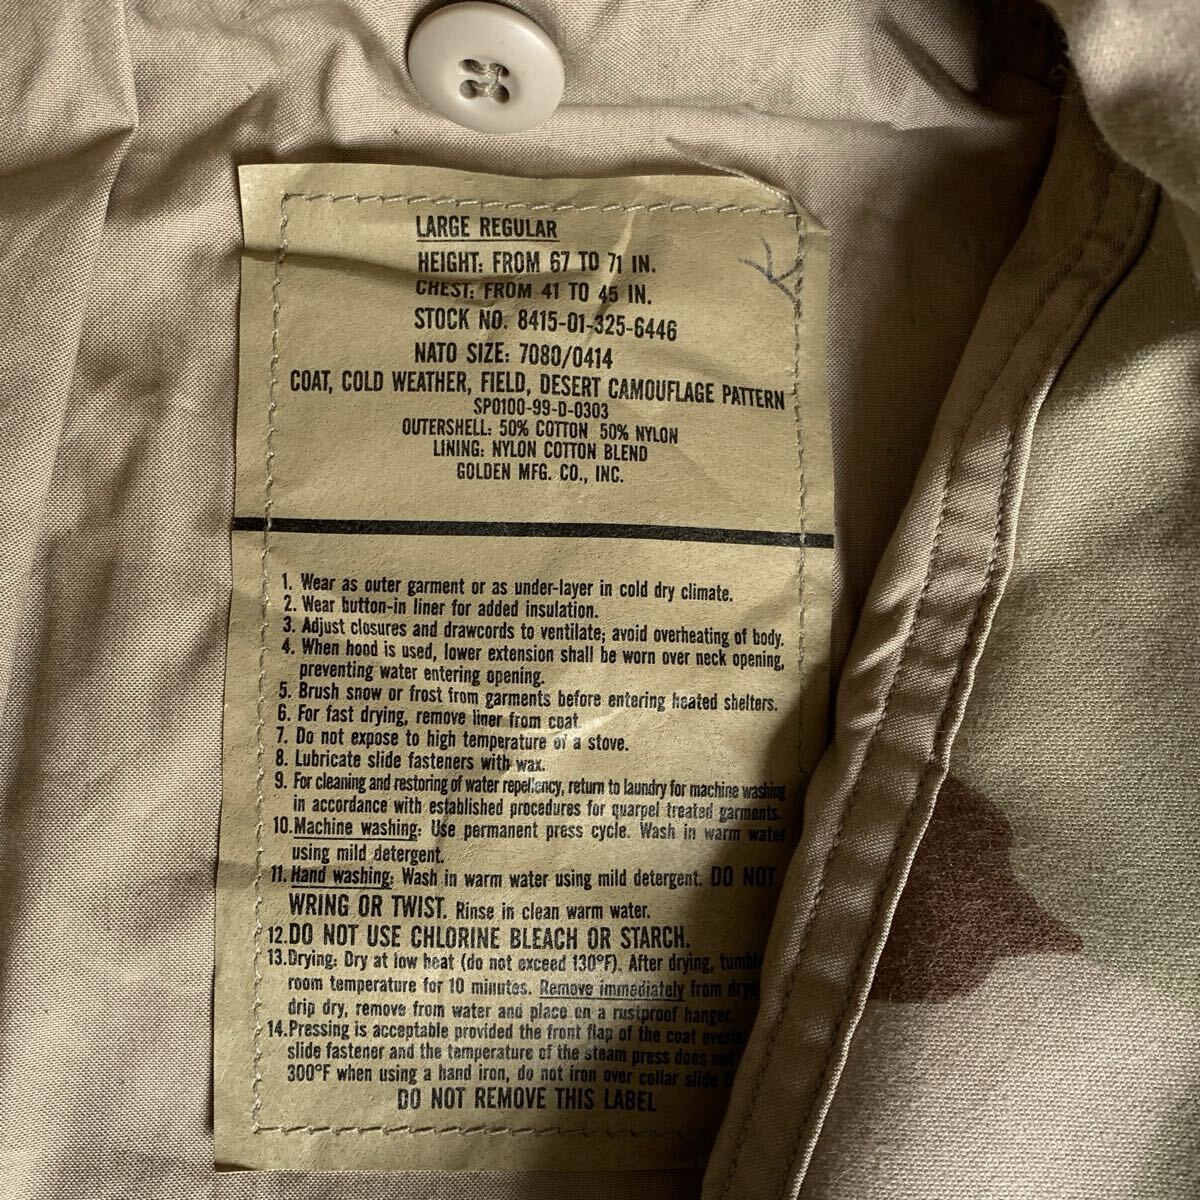 LARGE REGULAR
HEIGHT: FROM 67 TO 71 IN.
CHEST: FROM 41 TO 45 IN.
STOCK NO. 8415-01-325-6446
NATO SIZE: 7080/0414
COAT, COLD WEATHER, FIELD, DESERT CAMOUFLAGE PATTERN
SPO100-99-D-0303
OUTERSHELL: 50% COTTON 50% NYLON
LINING: NYLON COTTON BLEND
GOLDEN MFG. CO., INC.
1. Wear as outer garment or as under-layer in cold dry climate.
2. Wear button-in liner for added insulation.
3. Adjust closures and drawcords to ventilate; avoid overheating of body.
4. When hood is used, lower extension shall be worn over neck opening,
preventing water entering opening.
5. Brush snow or frost from garments before entering heated shelters.
6. For fast drying, remove liner from coat.
7. Do not expose to high temperature of a stove.
8. Lubricate slide fasteners with wax.
9. For cleaning and restoring of water repellency, return to laundry for machine washing
in accordance with established procedures for quarpel treated garments.
10. Machine washing: Use permanent press cycle. Wash in warm water
using mild detergent.
11. Hand washing: Wash in warm water using mild detergent. DO NOT
WRING OR TWIST. Rinse in clean warm water.
12. DO NOT USE CHLORINE BLEACH OR STARCH.
13. Drying: Dry at low heat (do not exceed 130°F). After drying,
room temperature for 10 minutes. Remove immediately from
drip dry, remove from water and place on a rustproof hanger.
14. Pressing is acceptable provided the front flap of the coat
slide fastener and the temperature of the steam press does
300°F when using a hand iron, do not iron over collar slide
DO NOT REMOVE THIS LABEL